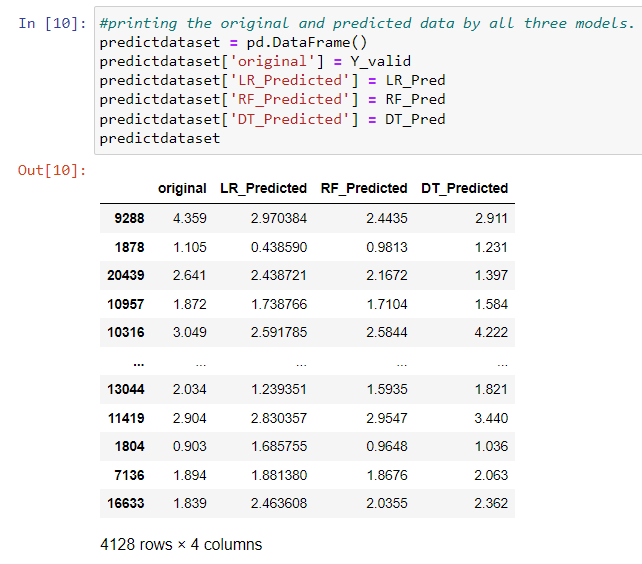 In [10]: #printing the original and predicted data by all three models.
predictdataset = pd.DataFrame()
predictdataset['original'] = Y_valid
predictdataset['LR_Predicted'] = LR_Pred
predictdataset['RF_Predicted'] = RF_Pred
predictdataset['DT_Predicted'] = DT_Pred
predictdataset
Out[10]:
original LR_Predicted RF_Predicted DT_Predicted
9288 4.359 2.970384 2.4435 2.911
1878 1.105 0.438590 0.9813 1.231
20439 2.641 2.438721 2.1672 1.397
10957 1.872 1.738766 1.7104 1.584
10316 3.049 2.591785 2.5844 4.222
... ... ... ... ...
13044 2.034 1.239351 1.5935 1.821
11419 2.904 2.830357 2.9547 3.440
1804 0.903 1.685755 0.9648 1.036
7136 1.894 1.881380 1.8676 2.063
16633 1.839 2.463608 2.0355 2.362
4128 rows × 4 columns